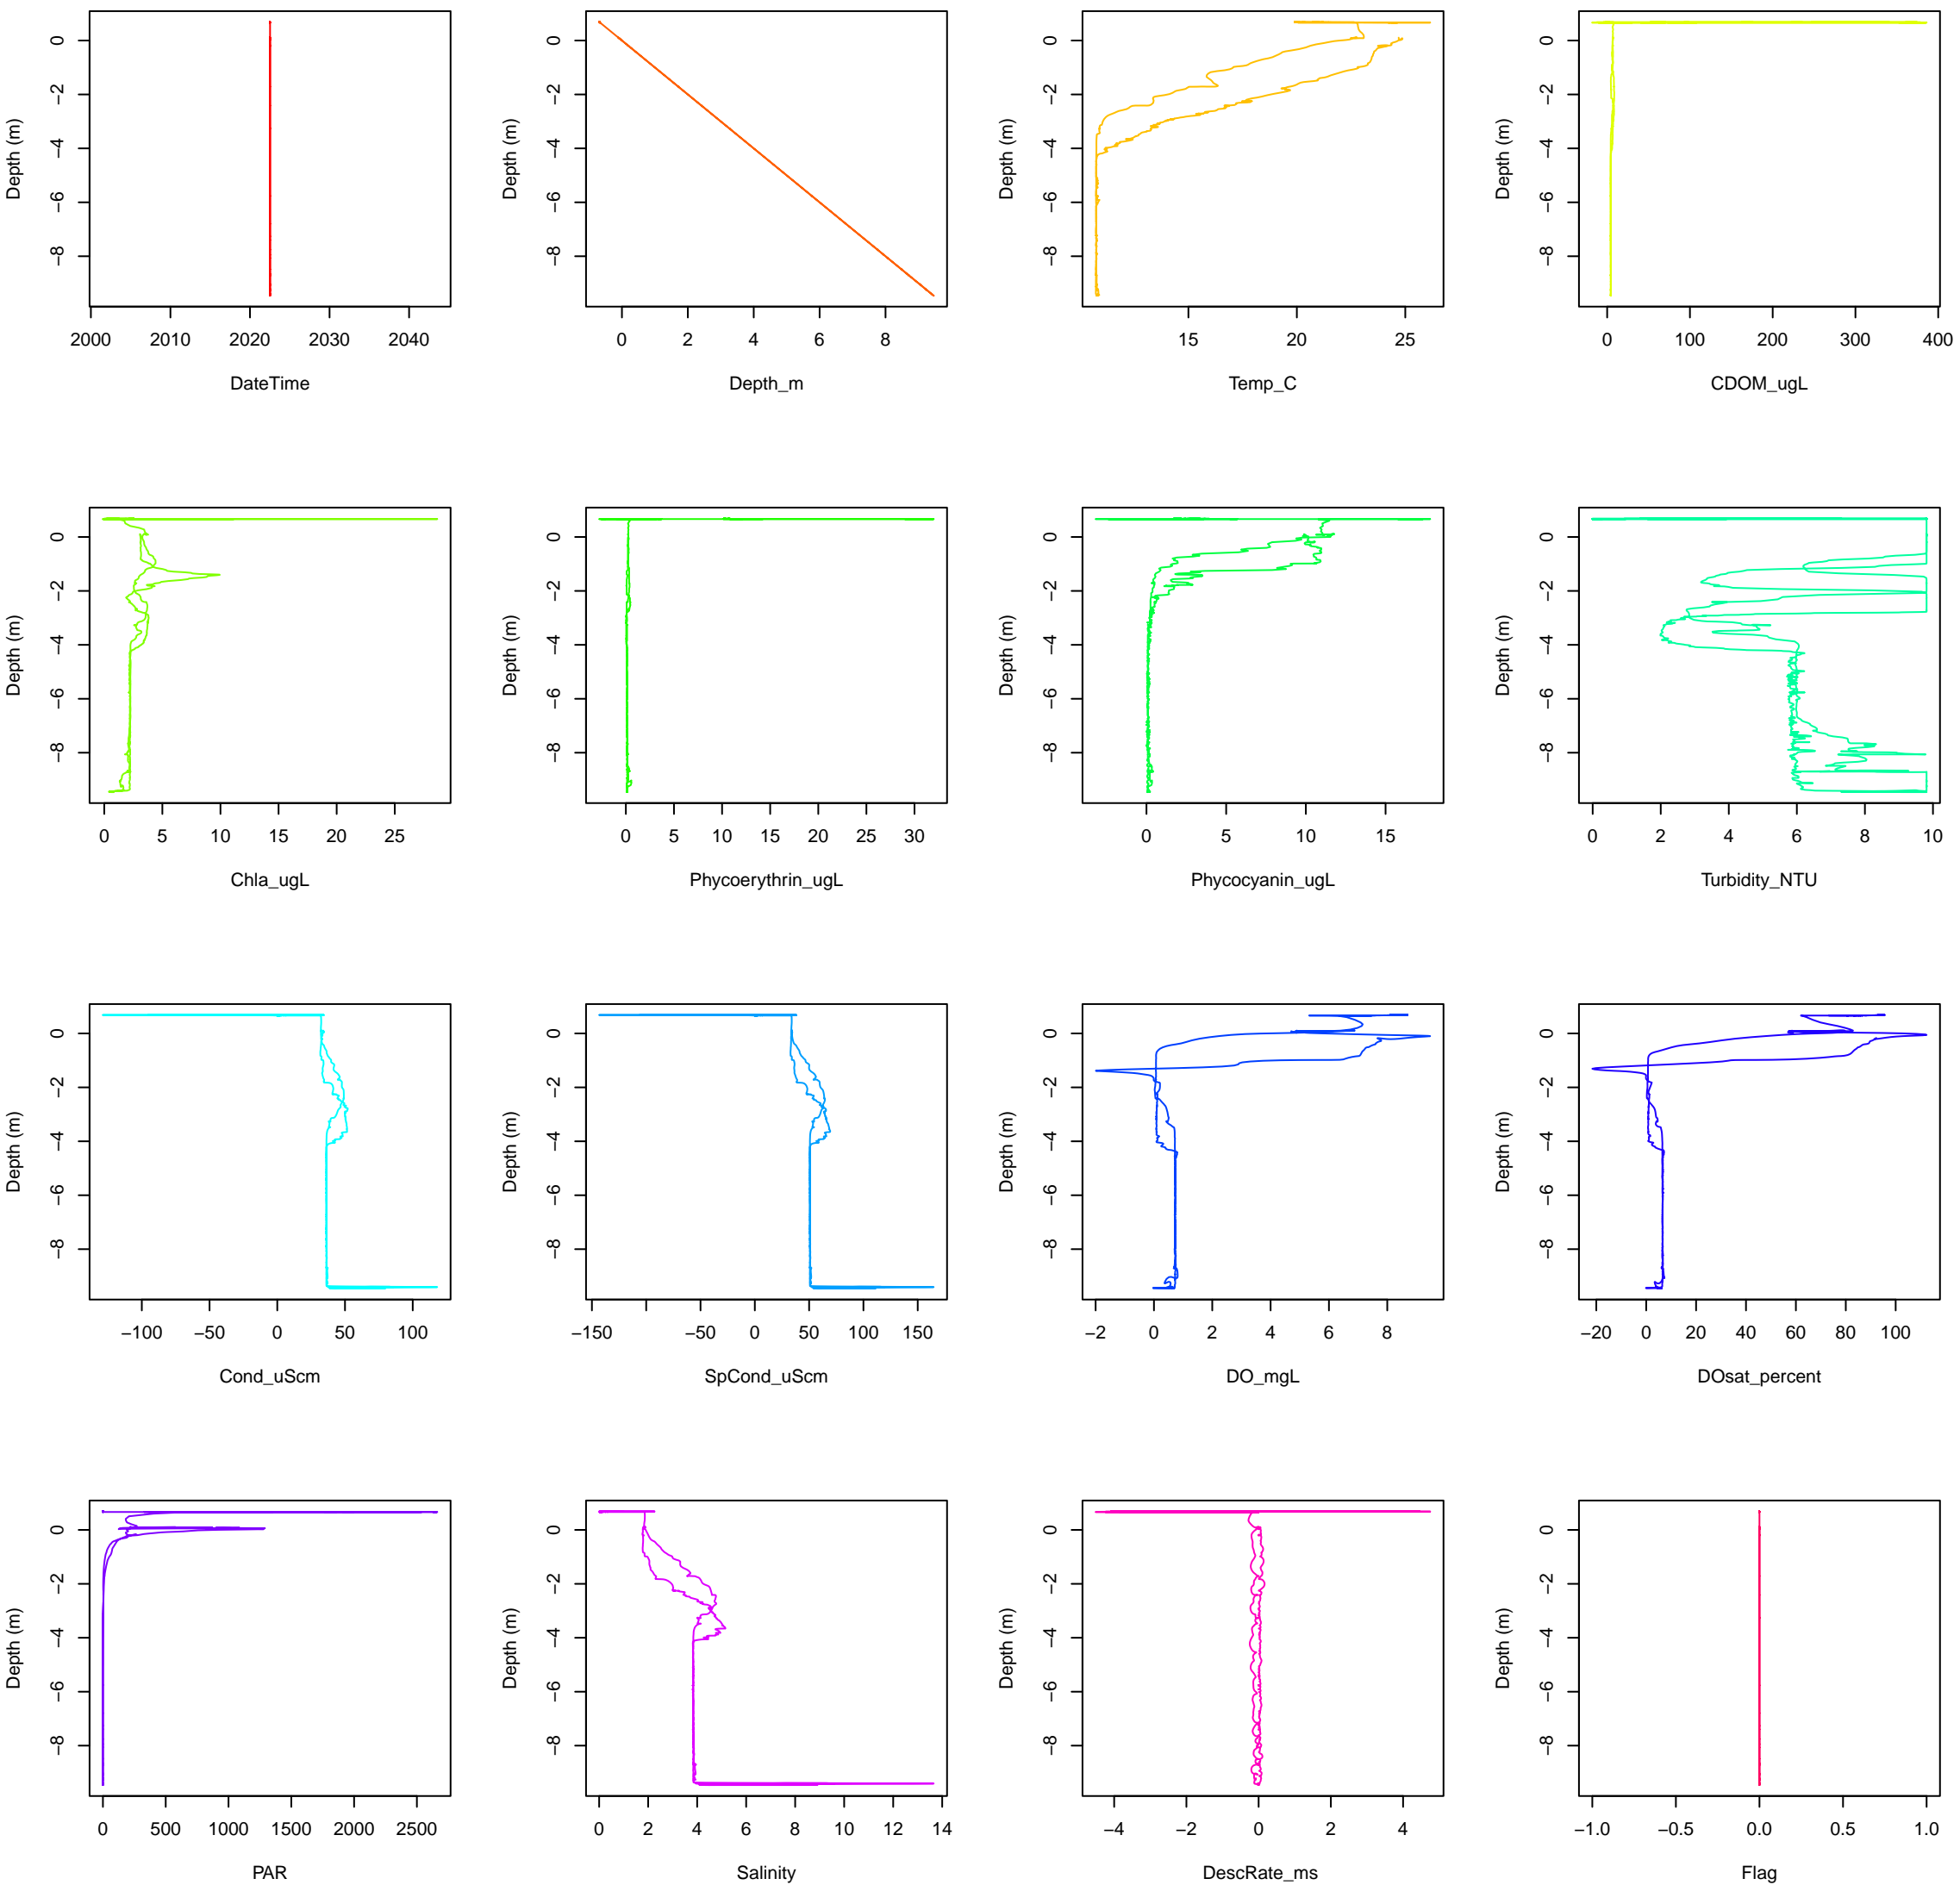 Depth (m) 0 −2 −4 −6 −8 Depth (m) 0 −2 −4 −6 −8 Depth (m) 0 −2 −4 −6 −8 Depth (m) 0 −2 −4 −6 −8
2000 2010 2020 2030 2040 0 2 4 6 8 15 20 25 0 100 200 300 400
DateTime Depth_m Temp_C CDOM_ugL
Depth (m) 0 −2 −4 −6 −8 Depth (m) 0 −2 −4 −6 −8 Depth (m) 0 −2 −4 −6 −8 Depth (m) 0 −2 −4 −6 −8
0 5 10 15 20 25 0 5 10 15 20 25 30 0 5 10 15 0 2 4 6 8 10
Chla_ugL Phycoerythrin_ugL Phycocyanin_ugL Turbidity_NTU
Depth (m) 0 −2 −4 −6 −8 Depth (m) 0 −2 −4 −6 −8 Depth (m) 0 −2 −4 −6 −8 Depth (m) 0 −2 −4 −6 −8
−100 −50 0 50 100 −150 −50 0 50 100 150 −2 0 2 4 6 8 −20 0 20 40 60 80 100
Cond_uScm SpCond_uScm DO_mgL DOsat_percent
Depth (m) 0 −2 −4 −6 −8 Depth (m) 0 −2 −4 −6 −8 Depth (m) 0 −2 −4 −6 −8 Depth (m) 0 −2 −4 −6 −8
0 500 1000 1500 2000 2500 0 2 4 6 8 10 12 14 −4 −2 0 2 4 −1.0 −0.5 0.0 0.5 1.0
PAR Salinity DescRate_ms Flag